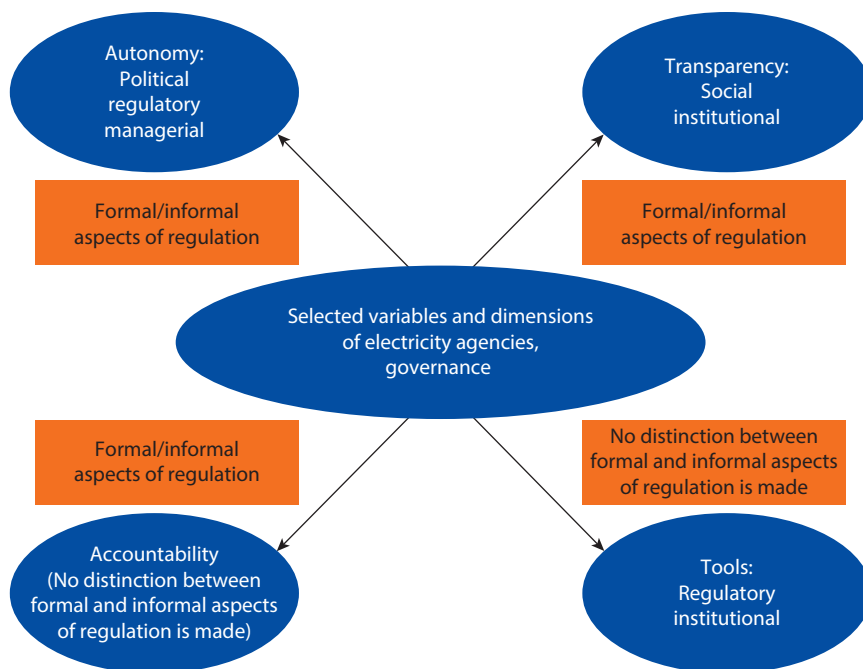 Autonomy:
Political
regulatory
managerial
Transparency:
Social
institutional
Formal/informal
aspects of regulation
Formal/informal
aspects of regulation
Selected variables and dimensions
of electricity agencies,
governance
Formal/informal
aspects of regulation
No distinction between
formal and informal aspects
of regulation is made
Accountability
(No distinction between
formal and informal aspects
of regulation is made)
Tools:
Regulatory
institutional